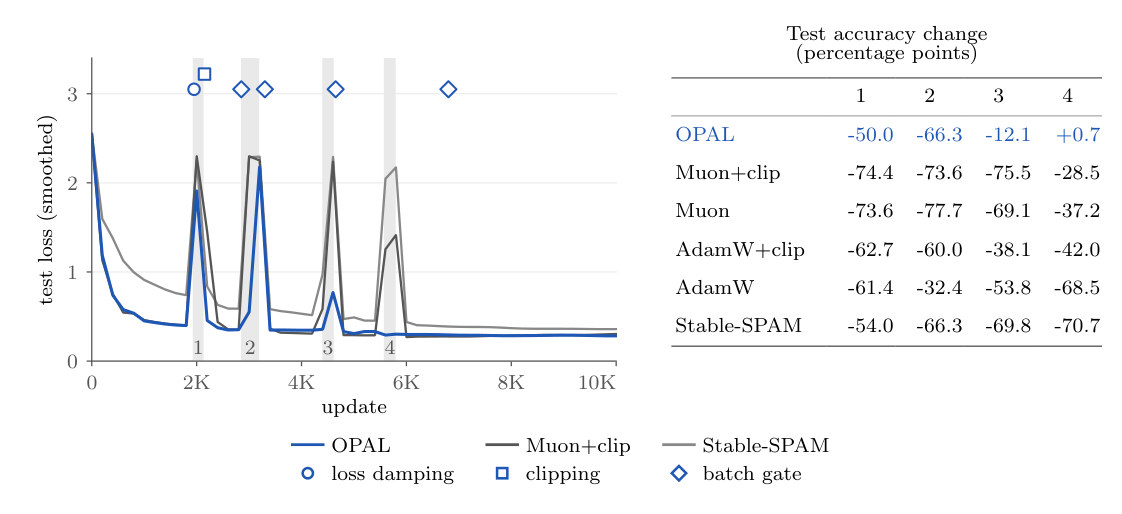 Test accuracy change
(percentage points)
1 2 3 4
OPAL -50.0 -66.3 -12.1 +0.7
Muon+clip -74.4 -73.6 -75.5 -28.5
Muon -73.6 -77.7 -69.1 -37.2
AdamW+clip -62.7 -60.0 -38.1 -42.0
AdamW -61.4 -32.4 -53.8 -68.5
Stable-SPAM -54.0 -66.3 -69.8 -70.7
test loss (smoothed)
3
2
1
0
1 2 3 4
0 2K 4K 6K 8K 10K
update
OPAL Muon+clip Stable-SPAM
loss damping clipping batch gate